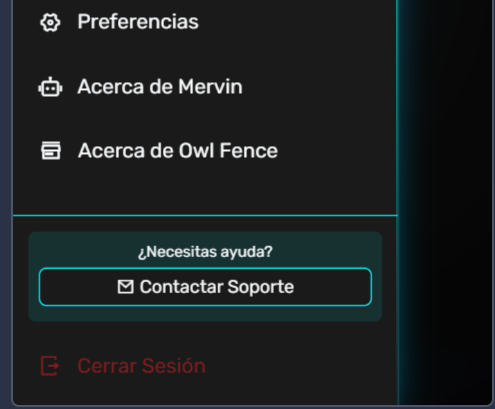 Preferencias
Acerca de Mervin
Acerca de Owl Fence
¿Necesitas ayuda?
Contactar Soporte
Cerrar Sesión